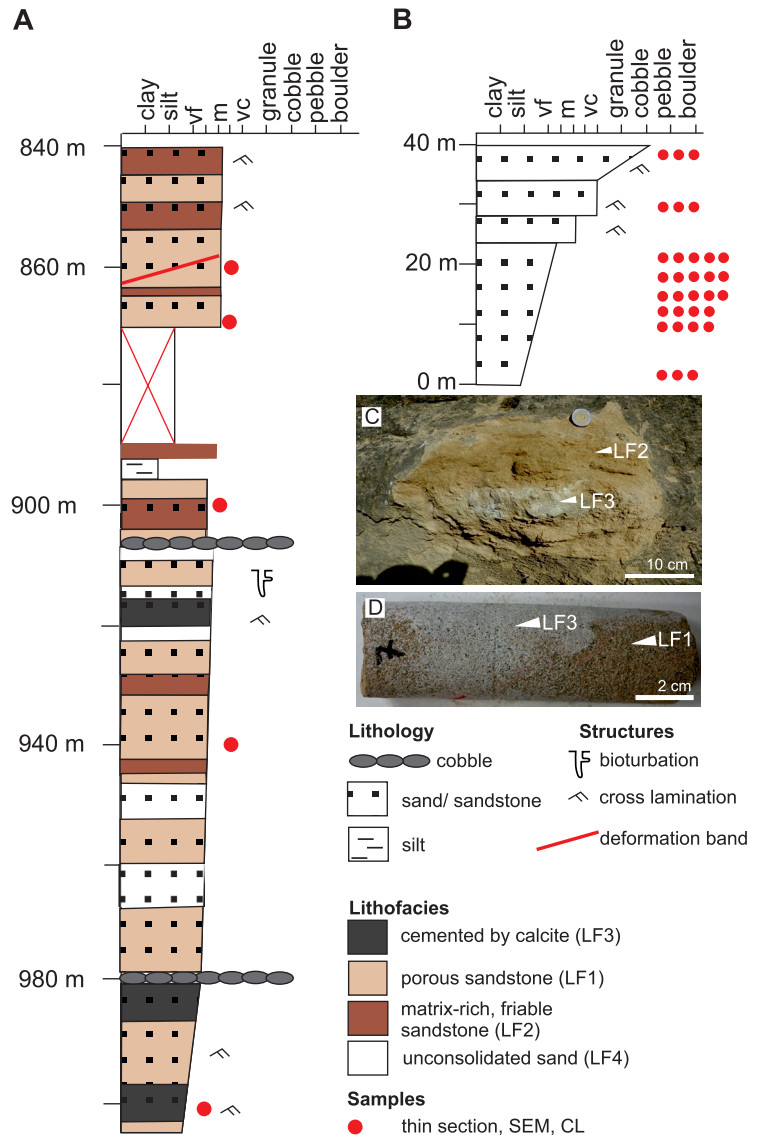 A
clay
silt
vf
m
vc
granule
cobble
pebble
boulder
840 m
860 m
900 m
940 m
980 m
B
clay
silt
vf
m
vc
granule
cobble
pebble
boulder
40 m
20 m
0 m
C
LF2
LF3
10 cm
D
LF3
LF1
2 cm
Lithology
cobble
sand/ sandstone
silt
Structures
bioturbation
cross lamination
deformation band
Lithofacies
cemented by calcite (LF3)
porous sandstone (LF1)
matrix-rich, friable
sandstone (LF2)
unconsolidated sand (LF4)
Samples
thin section, SEM, CL